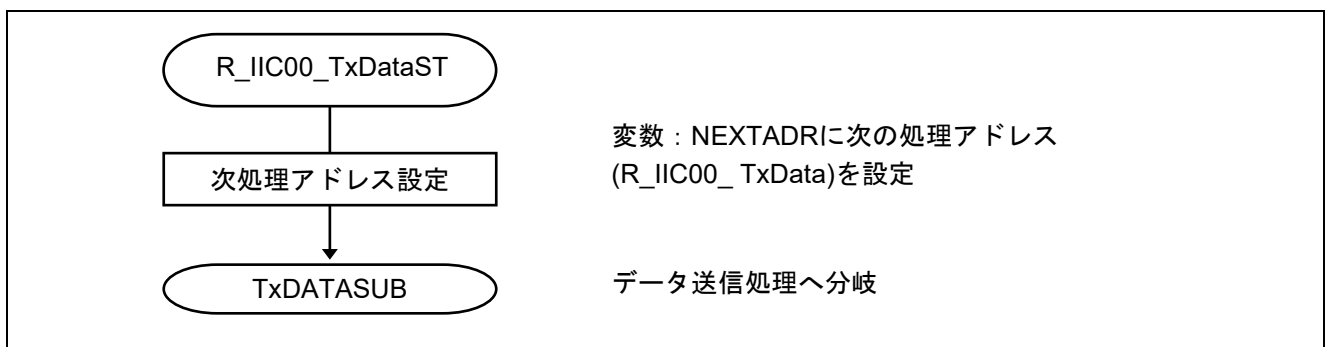 R_IIC00_TxDataST
変数：NEXTADRに次の処理アドレス
次処理アドレス設定
(R_IIC00_ TxData)を設定
TxDATASUB
データ送信処理へ分岐